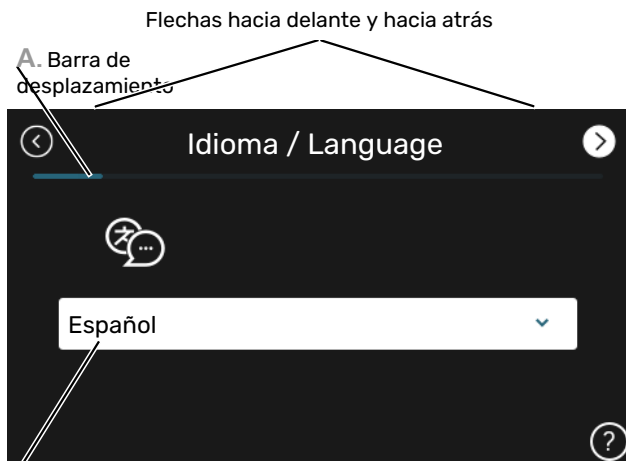 Flechas hacia delante y hacia atrás
A. Barra de
desplazamiento
Idioma / Language
Español
?